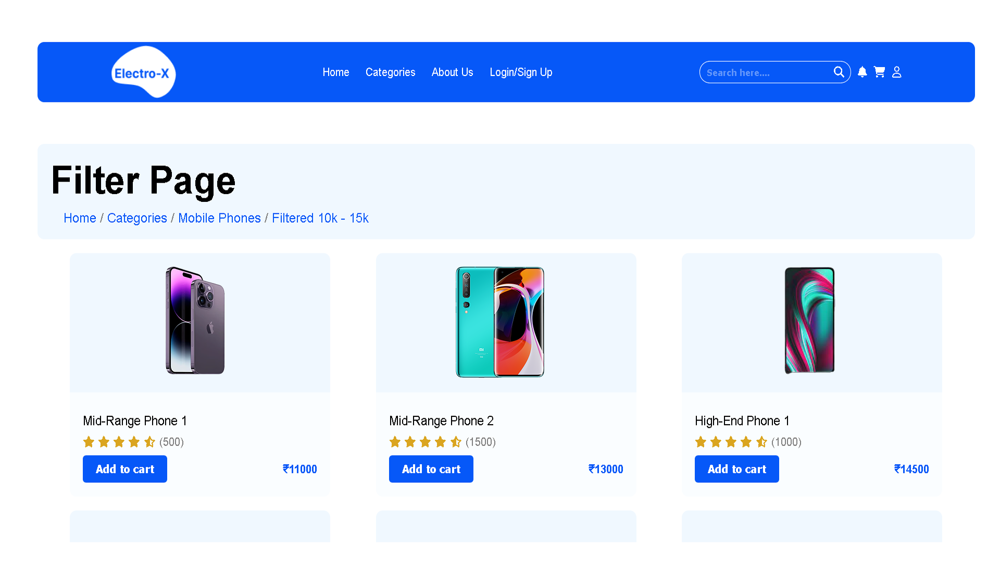 Electro-X
Home Categories About Us Login/Sign Up
Search here....
Filter Page
Home / Categories / Mobile Phones / Filtered 10k - 15k
Mid-Range Phone 1
(500)
Add to cart ₹11000
Mid-Range Phone 2
(1500)
Add to cart ₹13000
High-End Phone 1
(1000)
Add to cart ₹14500